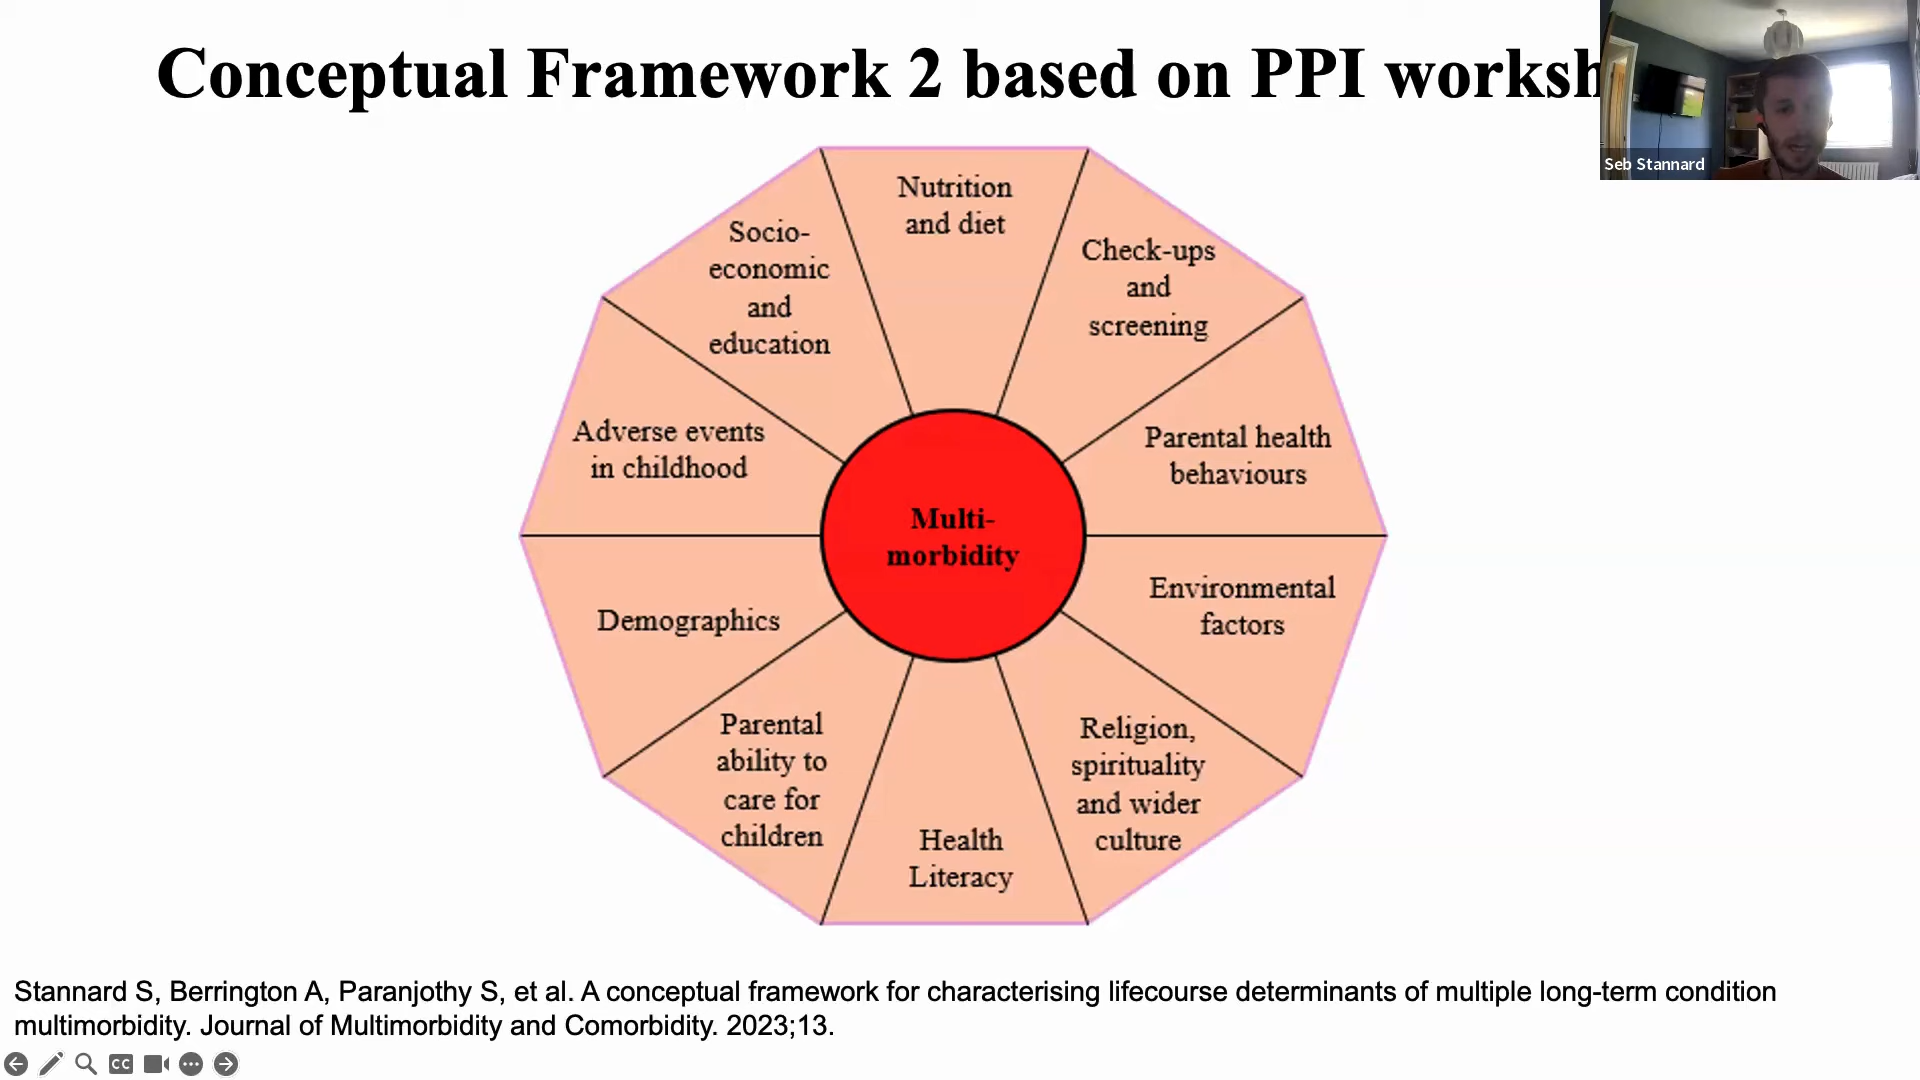 Conceptual Framework 2 based on PPI worksh
Seb Stannard
Nutrition
and diet
Check-ups
and
screening
Parental health
behaviours
Environmental
factors
Religion,
spirituality
and wider
culture
Health
Literacy
Parental
ability to
care for
children
Demographics
Adverse events
in childhood
Socio-
economic
and
education
Multi-
morbidity
Stannard S, Berrington A, Paranjothy S, et al. A conceptual framework for characterising lifecourse determinants of multiple long-term condition
multimorbidity. Journal of Multimorbidity and Comorbidity. 2023;13.
CC